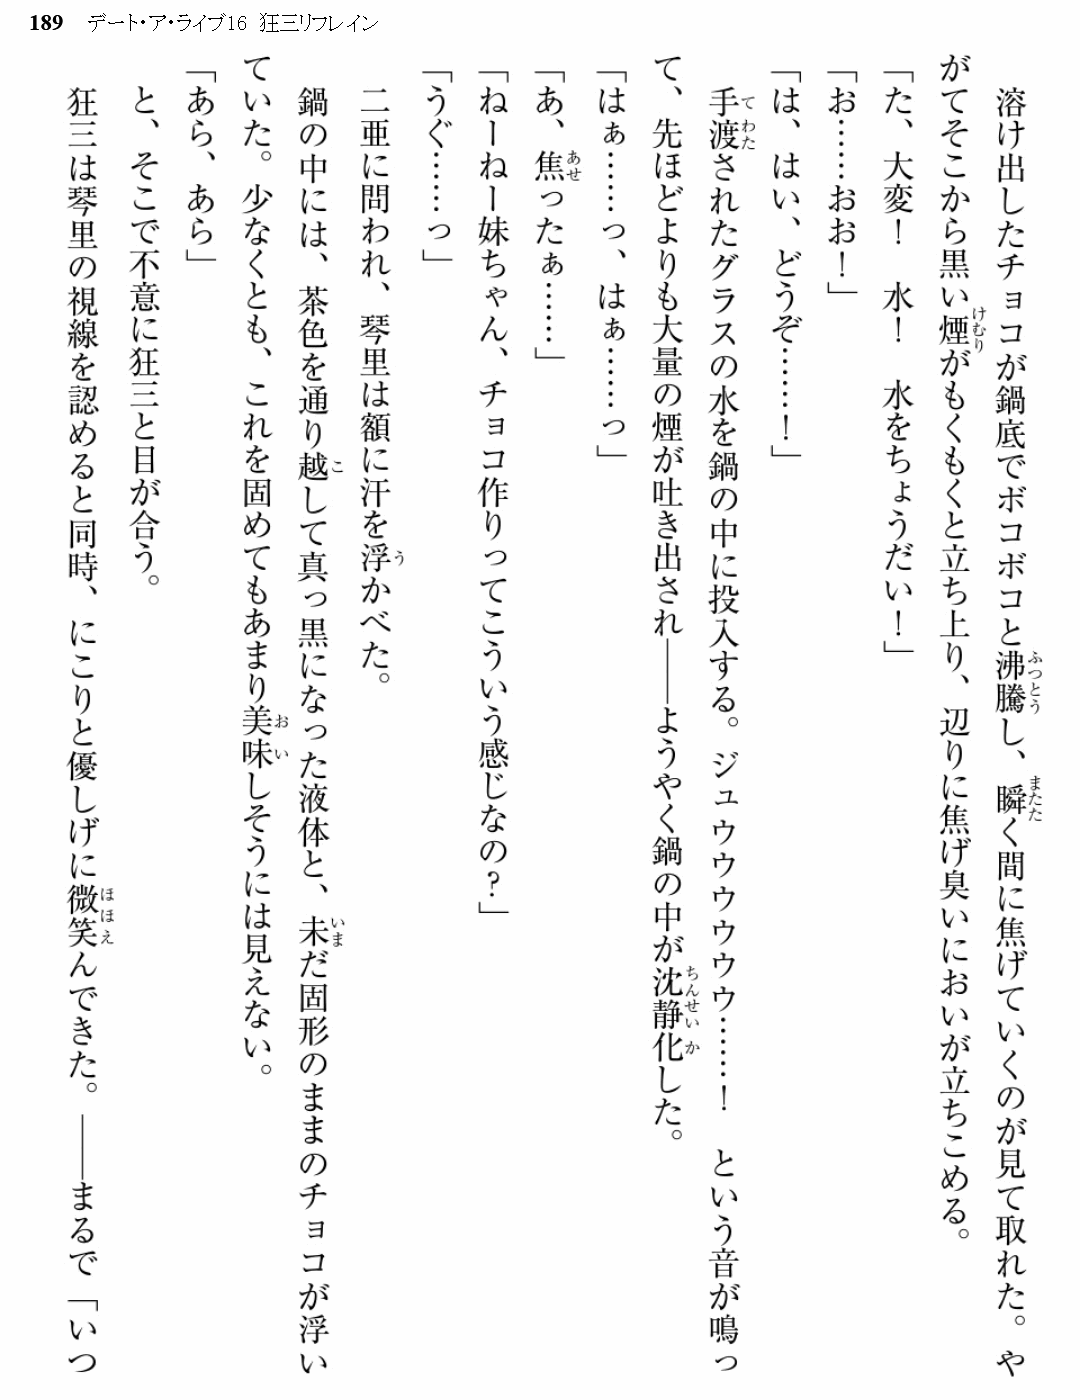 189 デート・ア・ライブ16 狂三リフレイン
溶け出したチョコが鍋底でボコボコと沸騰し、瞬く間に焦げていくのが見て取れた。や
がてそこから黒い煙がもくもくと立ち上り、辺りに焦げ臭いにおいが立ちこめる。
「た、大変！　水！　水をちょうだい！」
「お……おお！」
「は、はい、どうぞ……！」
手渡されたグラスの水を鍋の中に投入する。ジュウウウウウウ……！　という音が鳴っ
て、先ほどよりも大量の煙が吐き出され――ようやく鍋の中が沈静化した。
「はぁ……っ、はぁ……っ」
「あ、焦ったぁ……」
「ねーねー妹ちゃん、チョコ作りってこういう感じなの？」
「うぐ……っ」
二亜に問われ、琴里は額に汗を浮かべた。
鍋の中には、茶色を通り越して真っ黒になった液体と、未だ固形のままのチョコが浮い
ていた。少なくとも、これを固めてもあまり美味しそうには見えない。
「あら、あら」
と、そこで不意に狂三と目が合う。
狂三は琴里の視線を認めると同時、にこりと優しげに微笑んできた。――まるで「いつ